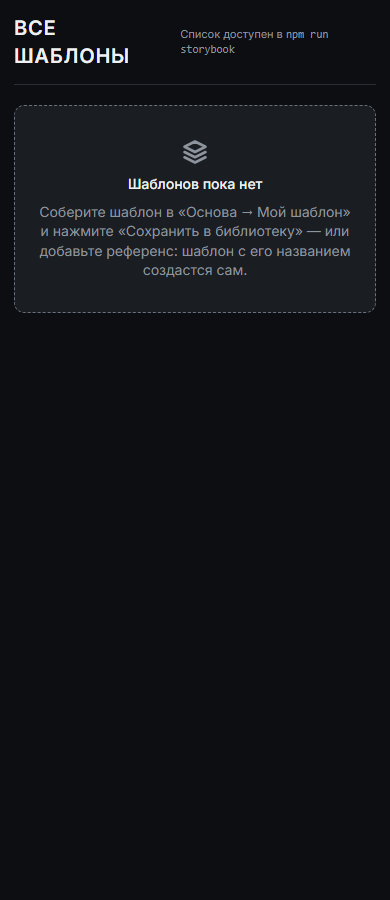 ВСЕ
ШАБЛОНЫ
Список доступен в npm run
storybook
Шаблонов пока нет
Соберите шаблон в «Основа → Мой шаблон»
и нажмите «Сохранить в библиотеку» — или
добавьте референс: шаблон с его названием
создастся сам.